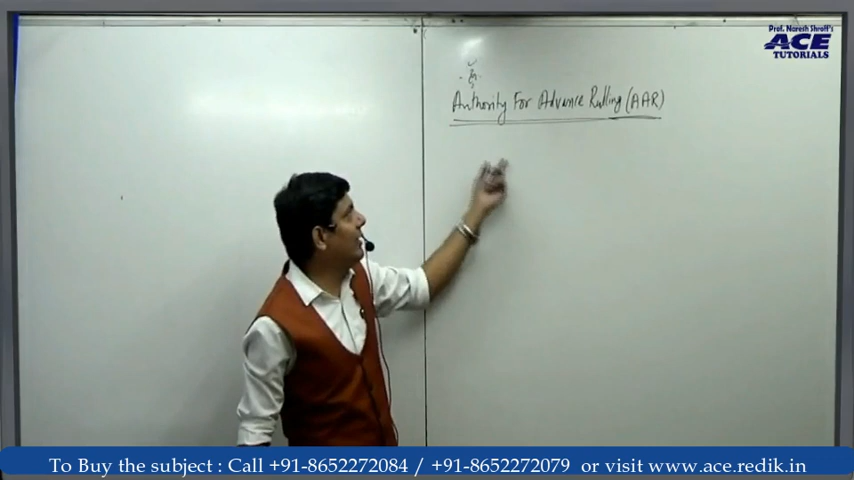 Prof. Naresh Shroff's
ACE
TUTORIALS
ॐ
Authority For Advance Rulling (AAR)
To Buy the subject : Call +91-8652272084 / +91-8652272079 or visit www.ace.redik.in